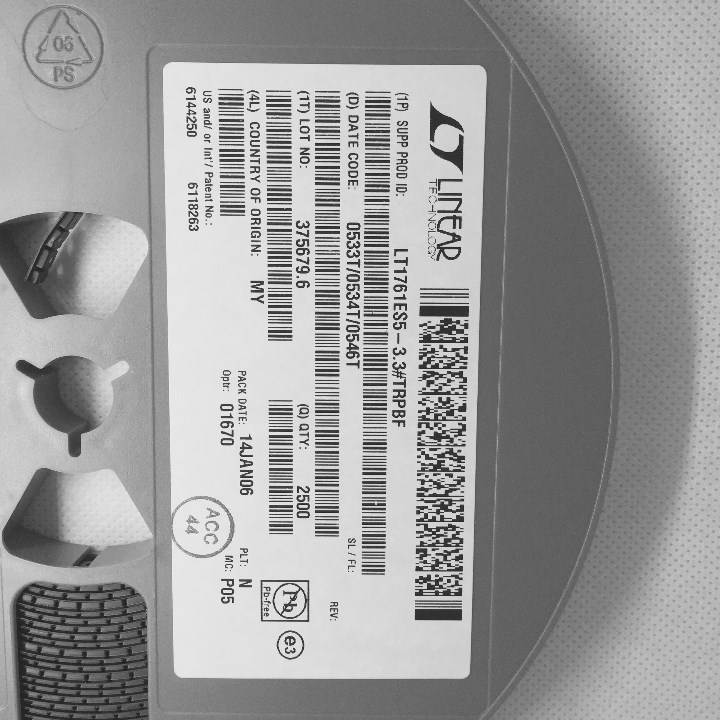 LT LINEAR
TECHNOLOGY
(1P) SUPP PROD ID: LT1761ES5-3.3#TRPBF
(D) DATE CODE: 0533T/0534T/0546T
SL / FL:
REV:
(1T) LOT NO: 375679.6
(Q) QTY: 2500
(4L) COUNTRY OF ORIGIN: MY
PACK DATE: 14JAN06
PLT: N
Optr: 01670
MC: P05
US and/ or Int'/ Patent No.:
6144250 6118263
Pb
Pb-free
e3
ACC
44
06
PS